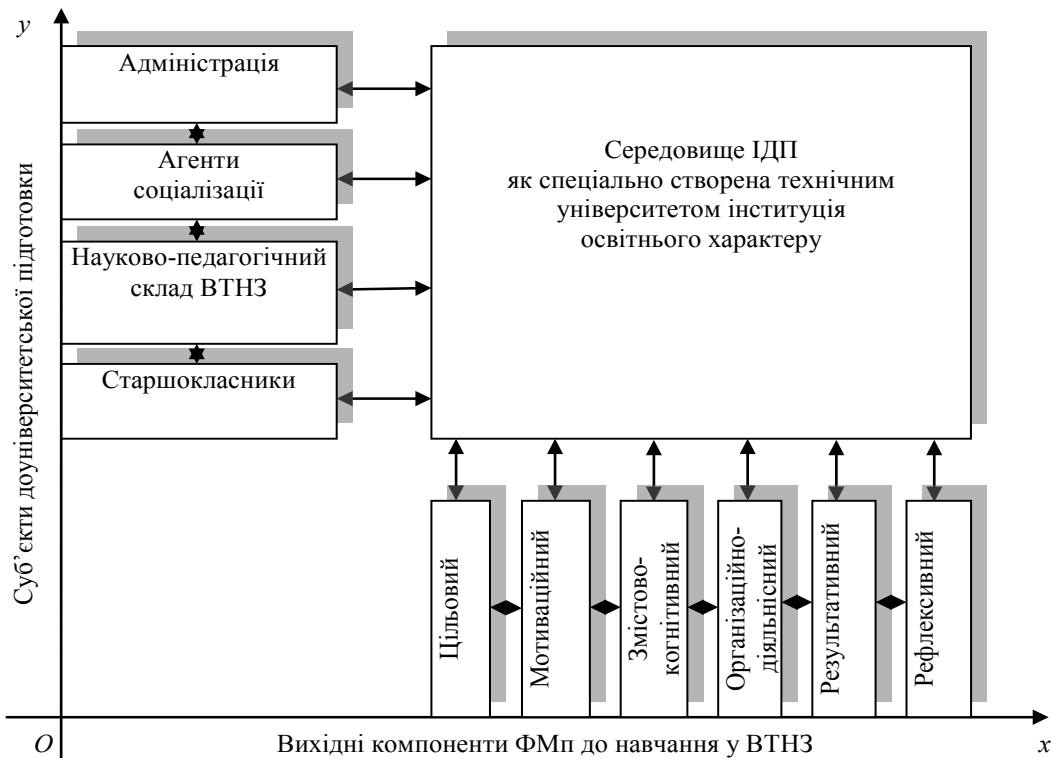 y
Суб’єкти доуніверситетської підготовки
Адміністрація
Агенти
соціалізації
Науково-педагогічний
склад ВТНЗ
Старшокласники
Середовище ІДП
як спеціально створена технічним
університетом інституція
освітнього характеру
Цільовий
Мотиваційний
Змістово-
когнітивний
Організаційно-
діяльнісний
Результативний
Рефлексивний
O
Вихідні компоненти ФМп до навчання у ВТНЗ
x